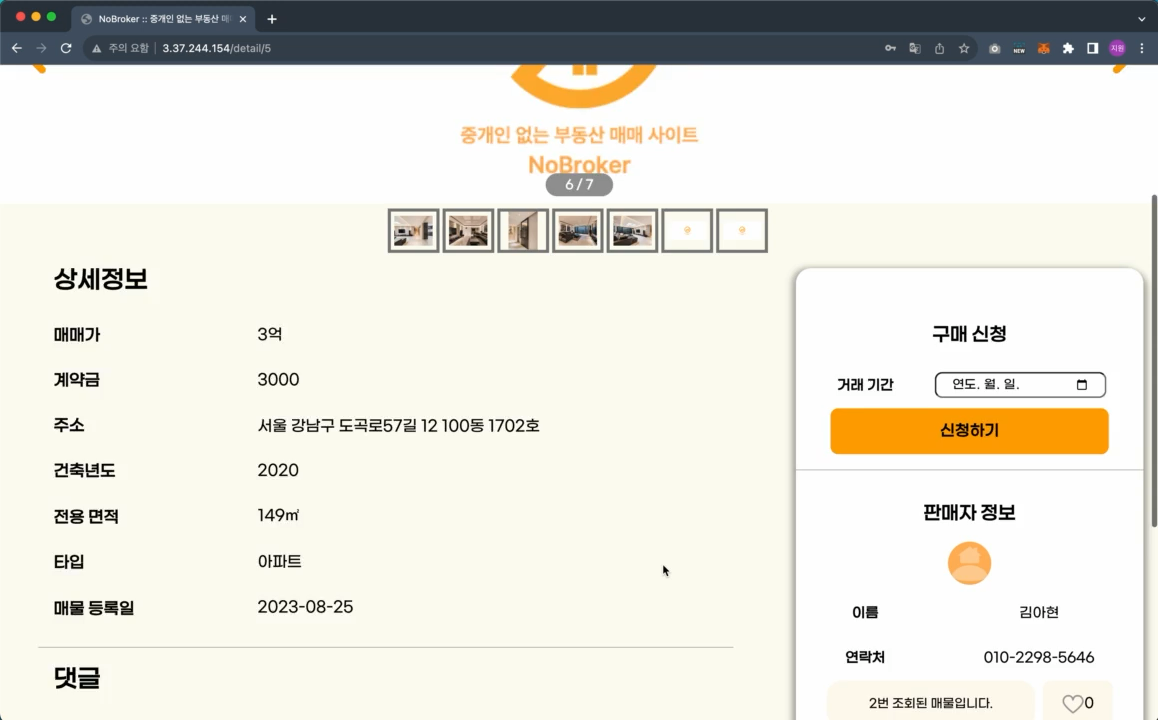 NoBroker :: 중개인 없는 부동산 매
주의 요함
3.37.244.154/detail/5
NEW
지원
중개인 없는 부동산 매매 사이트
NoBroker
6 / 7
상세정보
매매가 3억
계약금 3000
주소 서울 강남구 도곡로57길 12 100동 1702호
건축년도 2020
전용 면적 149㎡
타입 아파트
매물 등록일 2023-08-25
댓글
구매 신청
거래 기간 연도. 월. 일.
신청하기
판매자 정보
이름 김아현
연락처 010-2298-5646
2번 조회된 매물입니다.
0